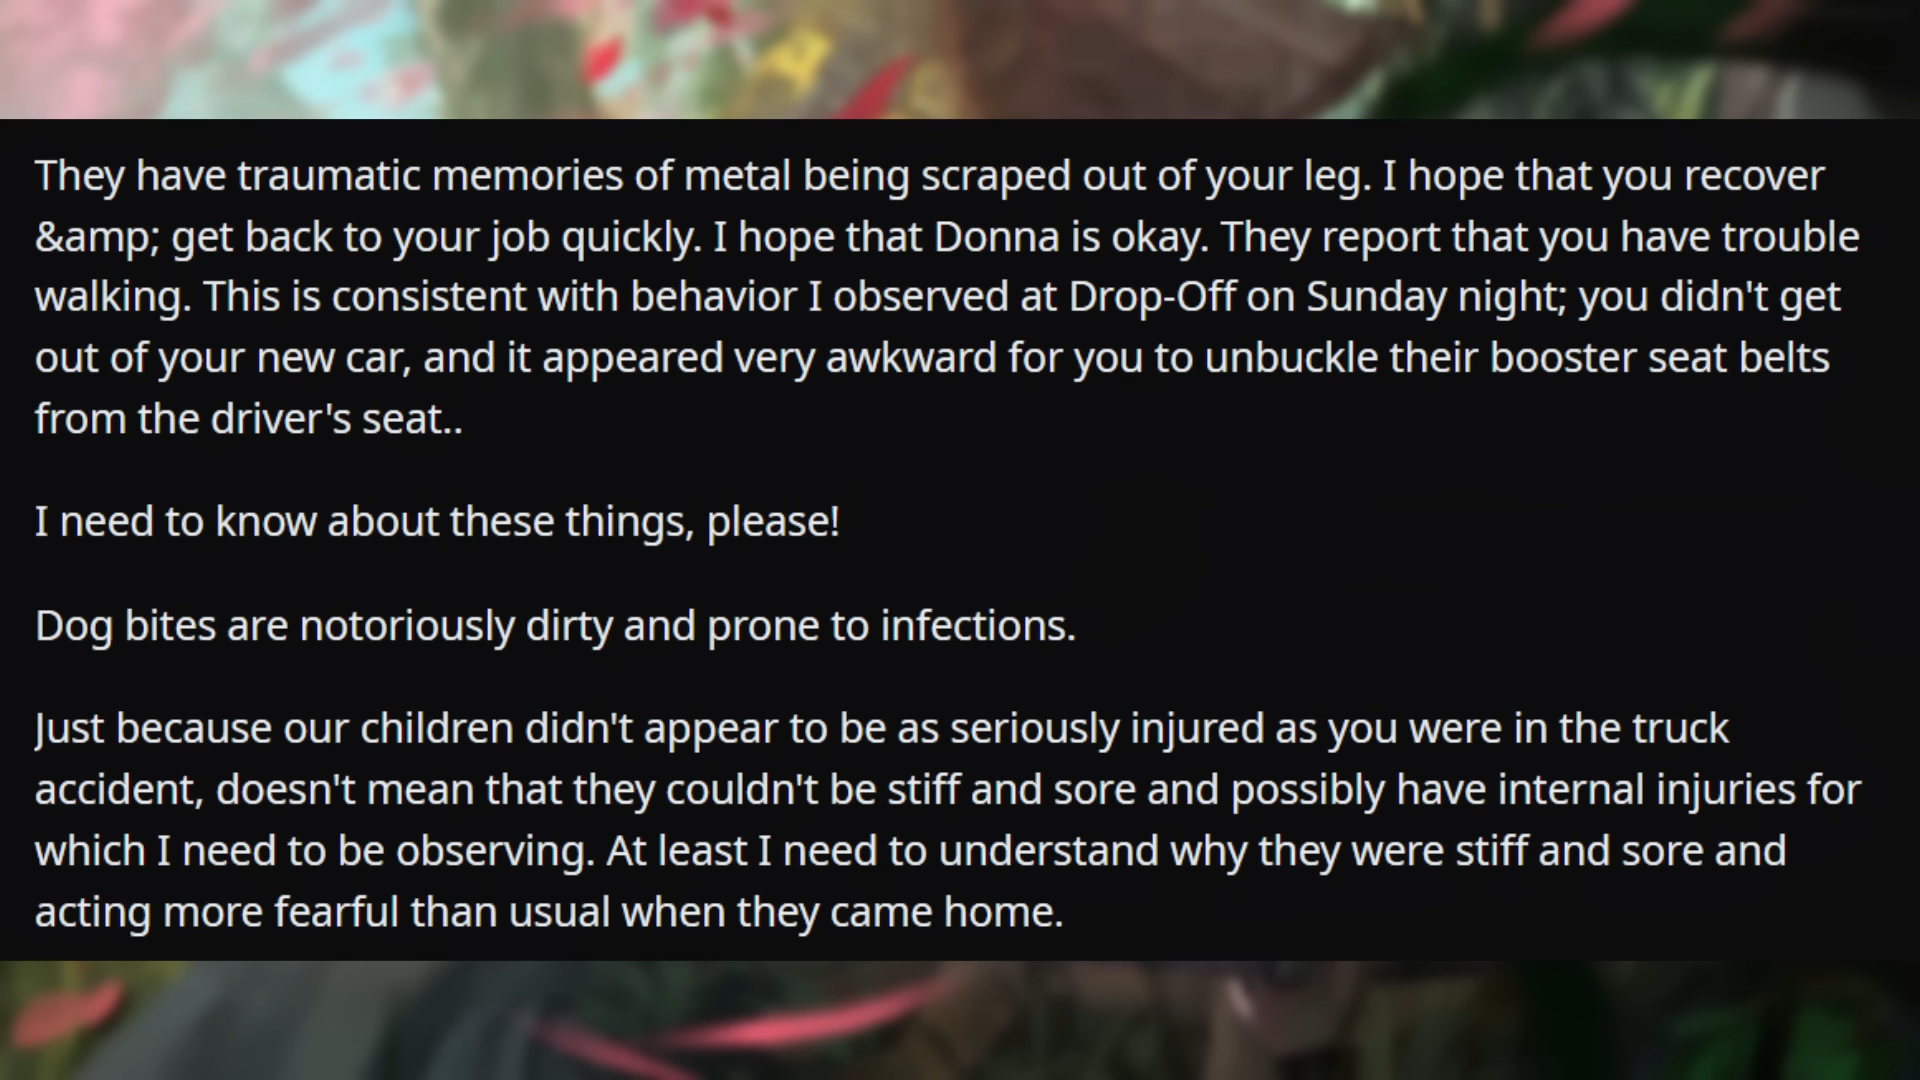 They have traumatic memories of metal being scraped out of your leg. I hope that you recover
&amp; get back to your job quickly. I hope that Donna is okay. They report that you have trouble
walking. This is consistent with behavior I observed at Drop-Off on Sunday night; you didn't get
out of your new car, and it appeared very awkward for you to unbuckle their booster seat belts
from the driver's seat..
I need to know about these things, please!
Dog bites are notoriously dirty and prone to infections.
Just because our children didn't appear to be as seriously injured as you were in the truck
accident, doesn't mean that they couldn't be stiff and sore and possibly have internal injuries for
which I need to be observing. At least I need to understand why they were stiff and sore and
acting more fearful than usual when they came home.